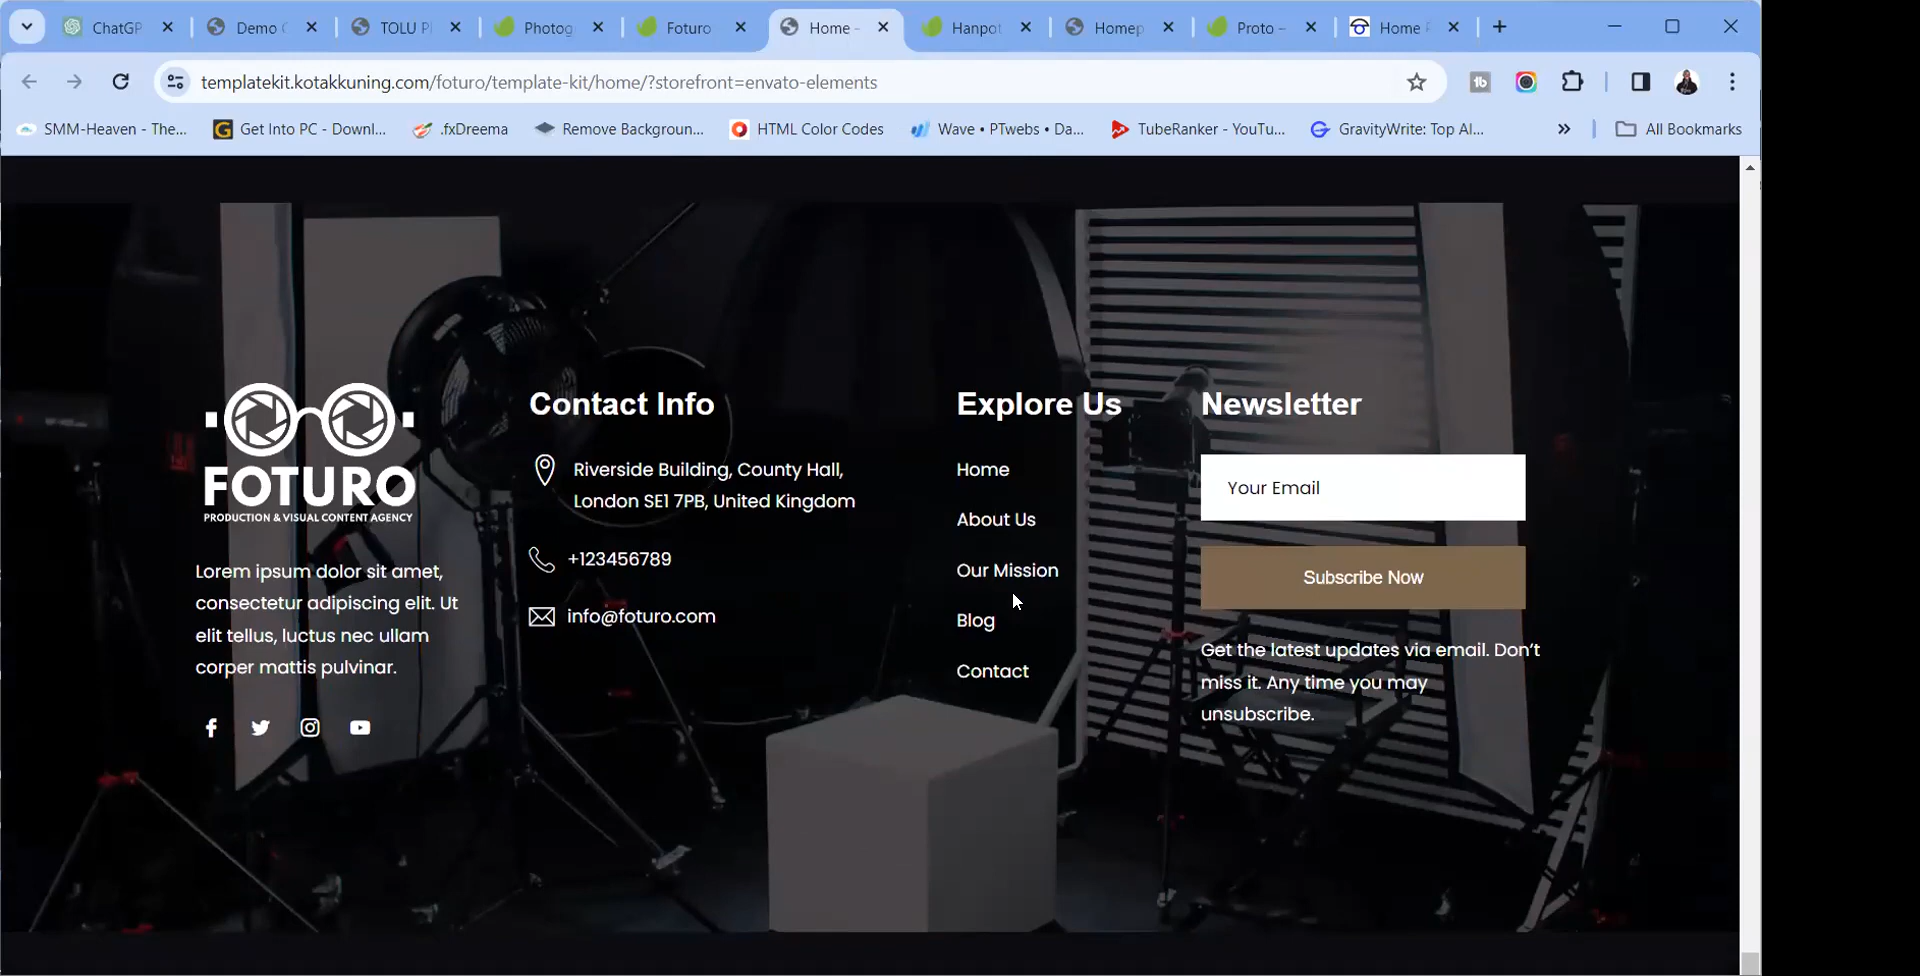 ChatGP
Demo
TOLU P
Photog
Foturo
Home -
Hanpot
Homep
Proto –
Home
templatekit.kotakkuning.com/foturo/template-kit/home/?storefront=envato-elements
tb
SMM-Heaven - The...
Get Into PC - Downl...
.fxDreema
Remove Backgroun...
HTML Color Codes
Wave • PTwebs • Da...
TubeRanker - YouTu...
GravityWrite: Top AI...
All Bookmarks
FOTURO
PRODUCTION & VISUAL CONTENT AGENCY
Lorem ipsum dolor sit amet,
consectetur adipiscing elit. Ut
elit tellus, luctus nec ullam
corper mattis pulvinar.
Contact Info
Riverside Building, County Hall,
London SE1 7PB, United Kingdom
+123456789
info@foturo.com
Explore Us
Home
About Us
Our Mission
Blog
Contact
Newsletter
Your Email
Subscribe Now
Get the latest updates via email. Don’t
miss it. Any time you may
unsubscribe.